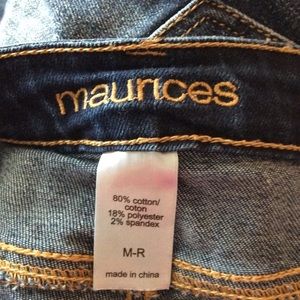 maurices
80% cotton/
coton
18% polyester
2% spandex
M-R
made in china